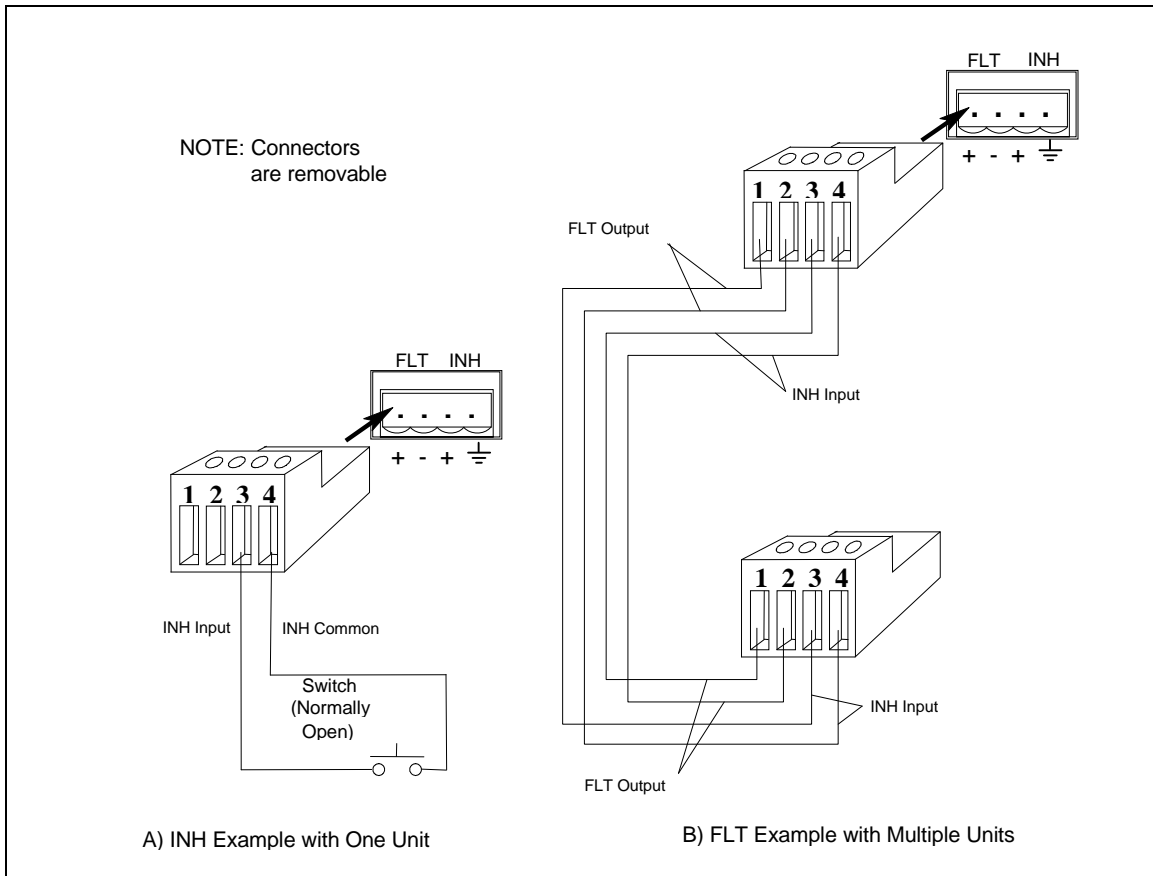 FLT INH
+ - +
NOTE: Connectors
are removable
1 2 3 4
FLT Output
INH Input
FLT INH
+ - +
1 2 3 4
INH Input
INH Common
Switch
(Normally
Open)
1 2 3 4
INH Input
FLT Output
A) INH Example with One Unit
B) FLT Example with Multiple Units